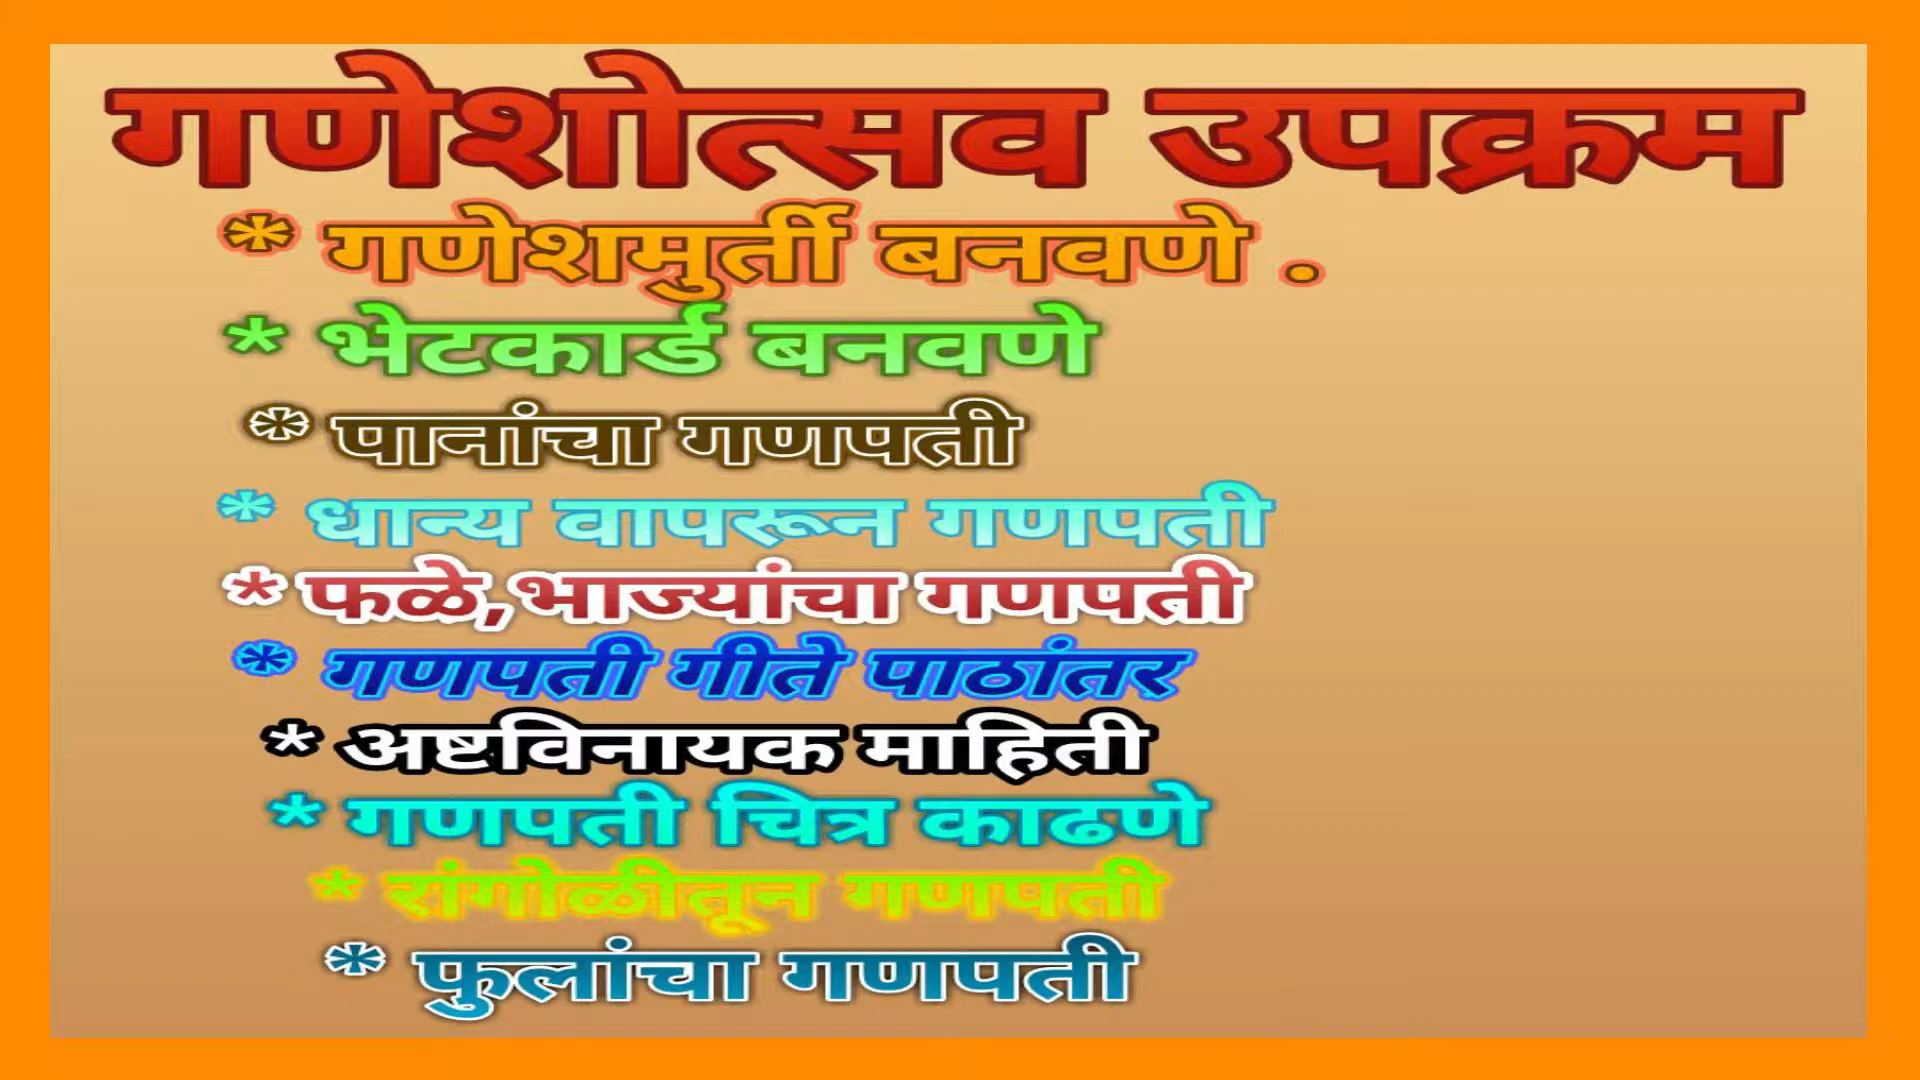 गणेशोत्सव उपक्रम
* गणेशमुर्ती बनवणे .
* भेटकार्ड बनवणे
* पानांचा गणपती
* धान्य वापरून गणपती
* फळे,भाज्यांचा गणपती
* गणपती गीते पाठांतर
* अष्टविनायक माहिती
* गणपती चित्र काढणे
* रांगोळीतून गणपती
* फुलांचा गणपती